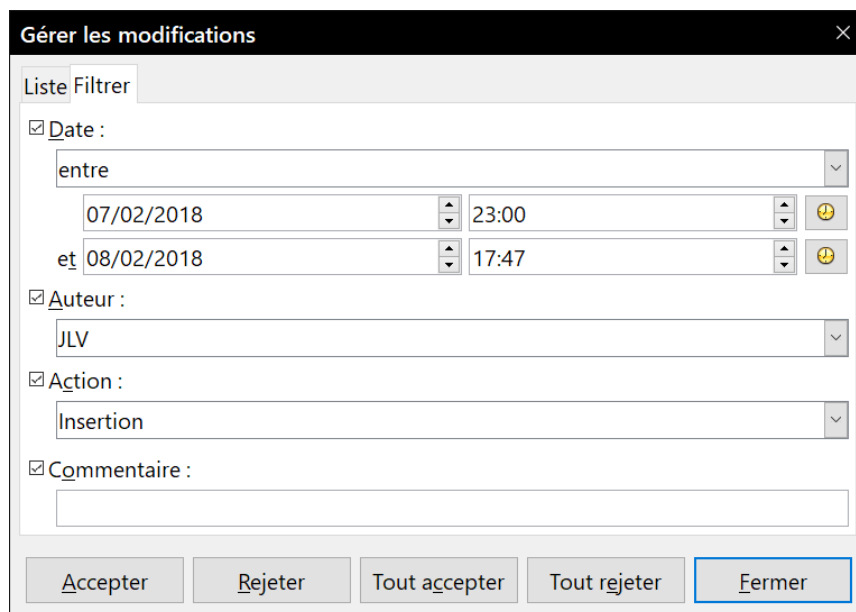 Gérer les modifications
Liste Filtrer
Date :
entre
07/02/2018 23:00
et 08/02/2018 17:47
Auteur :
JLV
Action :
Insertion
Commentaire :
Accepter Rejeter Tout accepter Tout rejeter Fermer